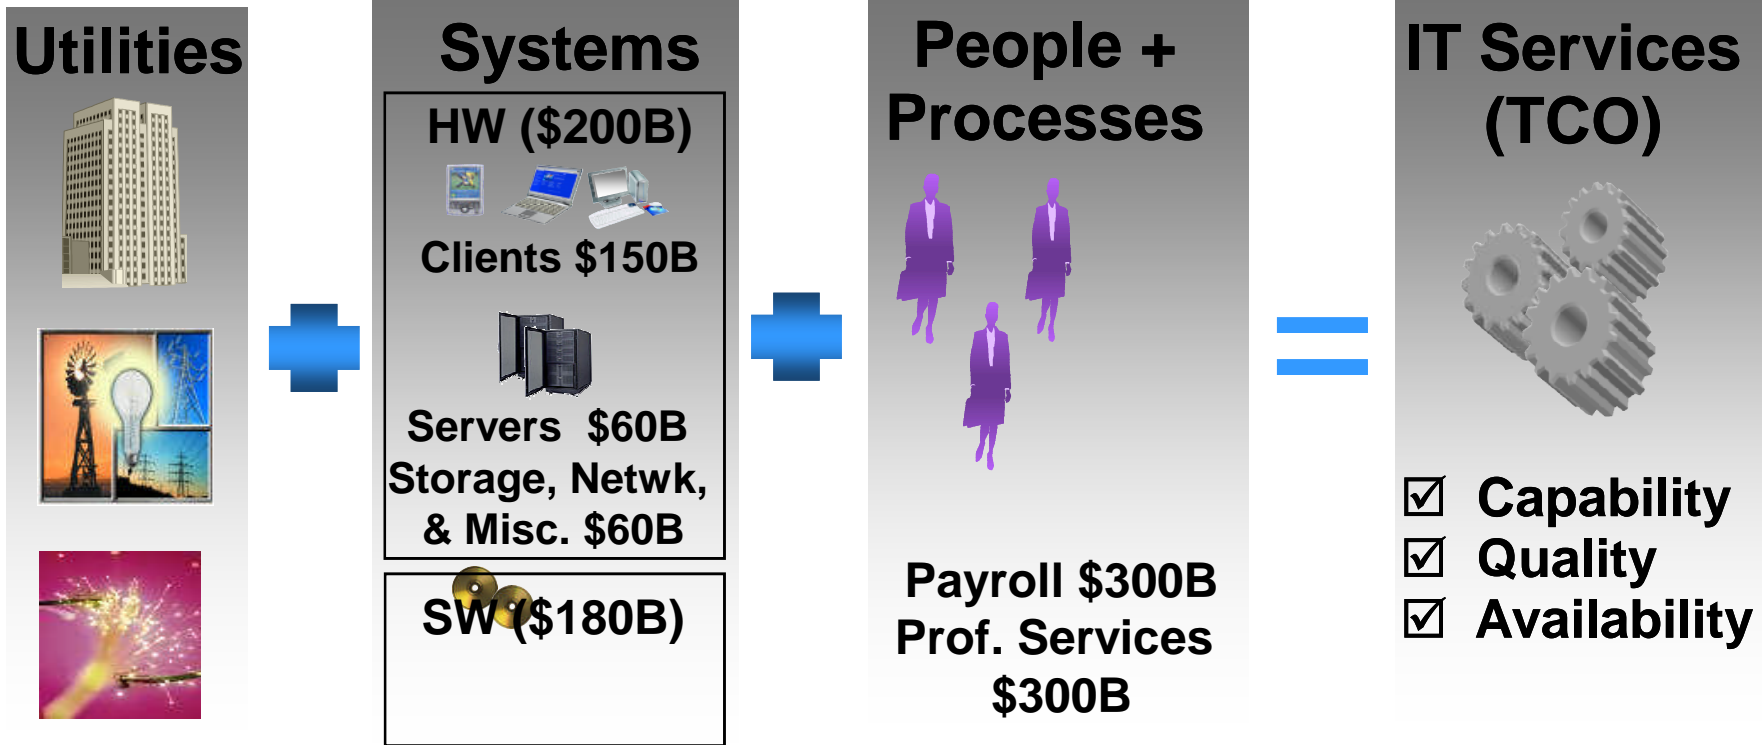 Utilities
Systems
HW ($200B)
Clients $150B
Servers $60B
Storage, Netwk,
& Misc. $60B
SW ($180B)
People +
Processes
Payroll $300B
Prof. Services
$300B
IT Services
(TCO)
☑ Capability
☑ Quality
☑ Availability